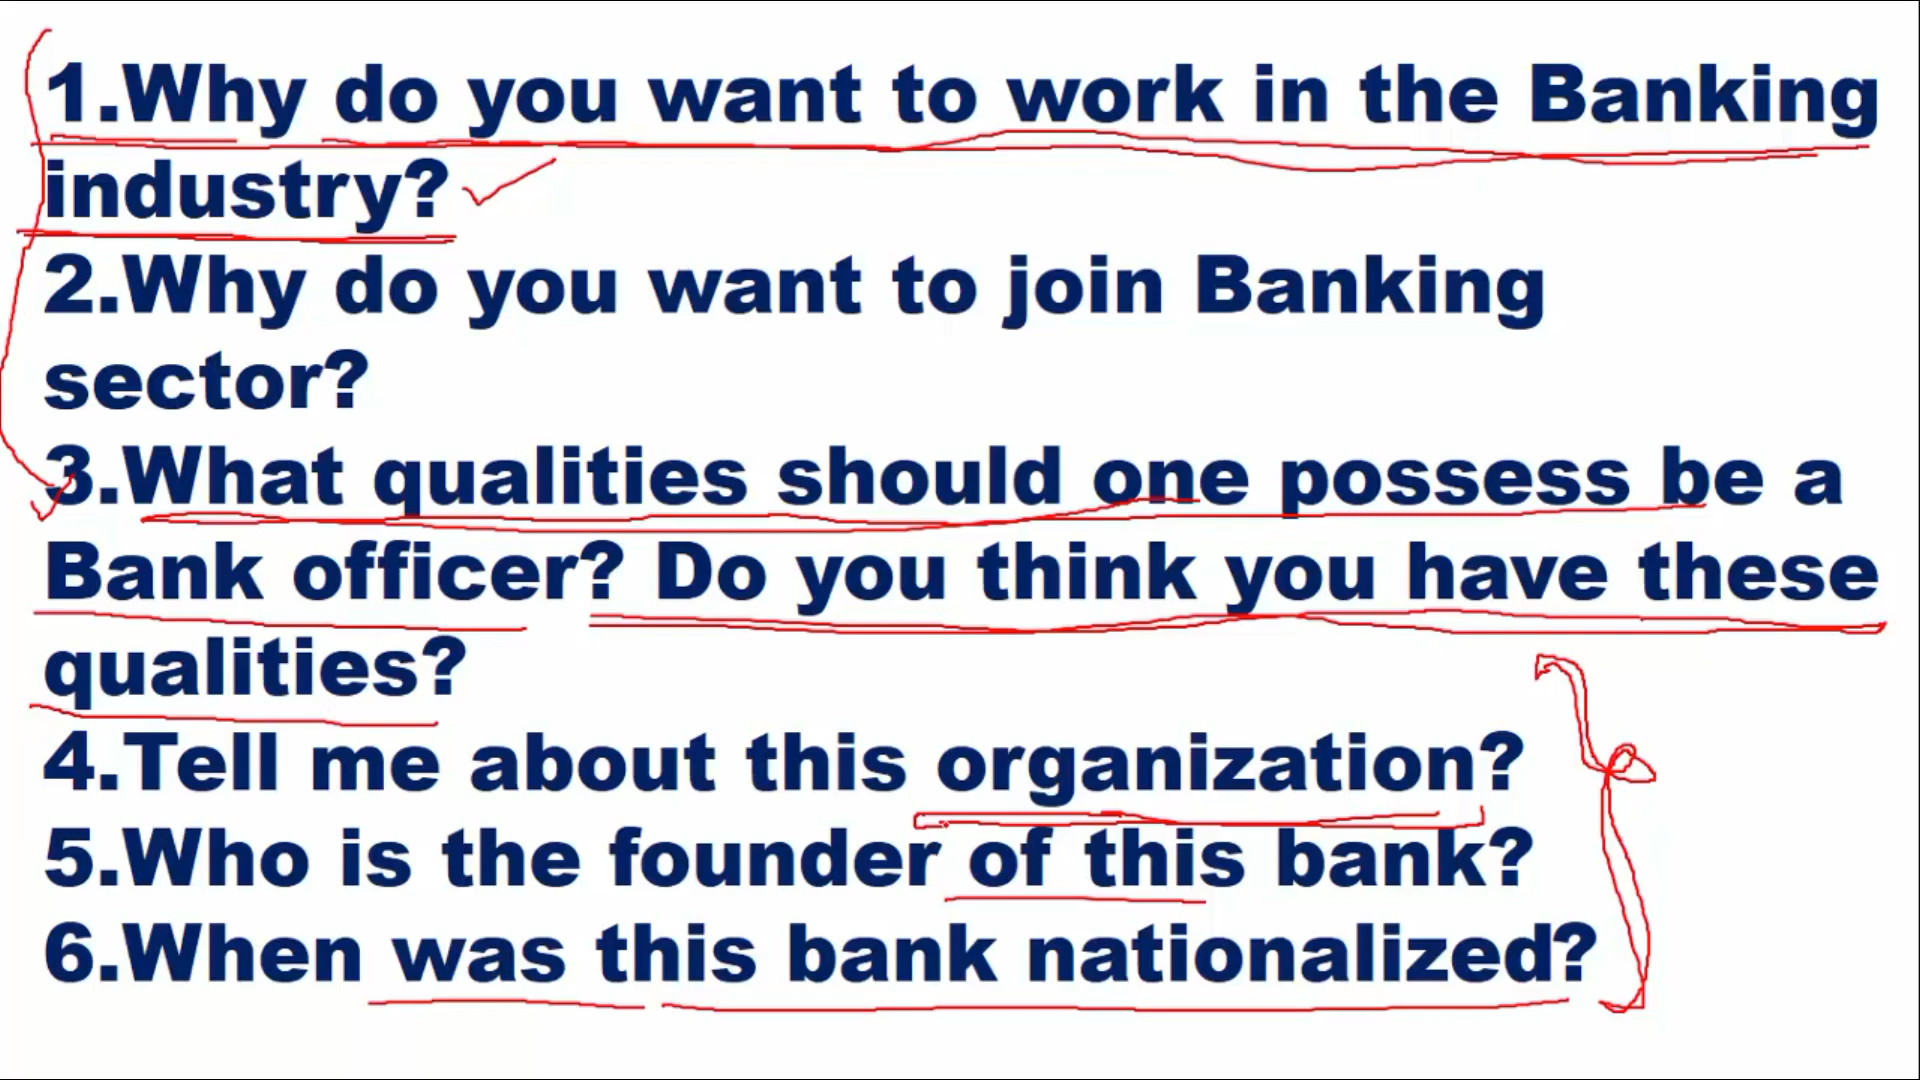 1.Why do you want to work in the Banking
industry?
2.Why do you want to join Banking
sector?
3.What qualities should one possess be a
Bank officer? Do you think you have these
qualities?
4.Tell me about this organization?
5.Who is the founder of this bank?
6.When was this bank nationalized?